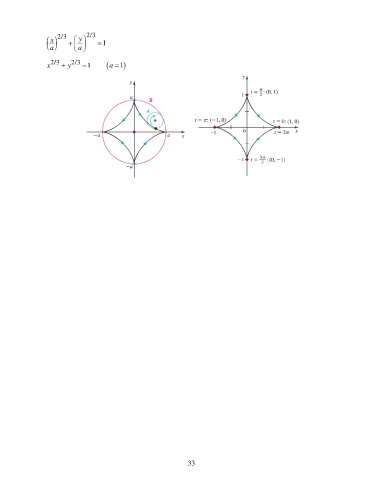 (x/a)^2/3 + (y/a)^2/3 = 1
x^2/3 + y^2/3 = 1 (a = 1)
y
a
B
A
−a
a
x
−a
y
1
t = π/2: (0, 1)
t = π: (−1, 0)
t = 0: (1, 0)
−1
0
t = 2π
x
−1
t = 3π/2: (0, −1)
33